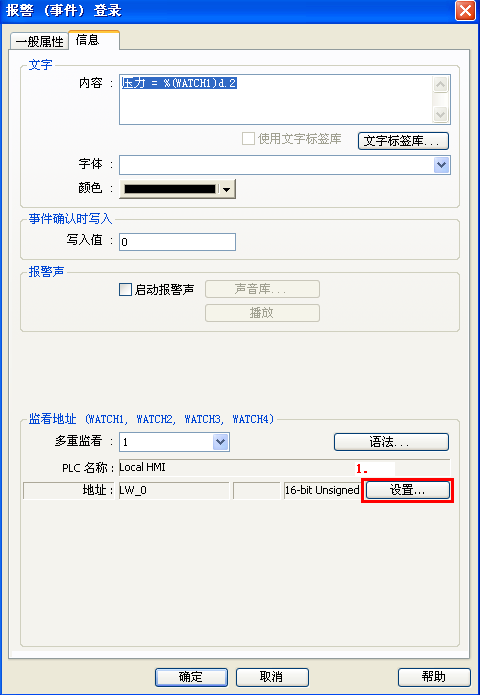 报警 (事件) 登录
一般属性 信息
文字
内容 : 压力 = %(WATCH1)d.2
使用文字标签库 文字标签库...
字体 :
颜色 :
事件确认时写入
写入值 : 0
报警声
启动报警声 声音库...
播放
监看地址 (WATCH1, WATCH2, WATCH3, WATCH4)
多重监看 : 1 语法...
PLC 名称 : Local HMI 1.
地址 : LW_0 16-bit Unsigned 设置...
确定 取消 帮助